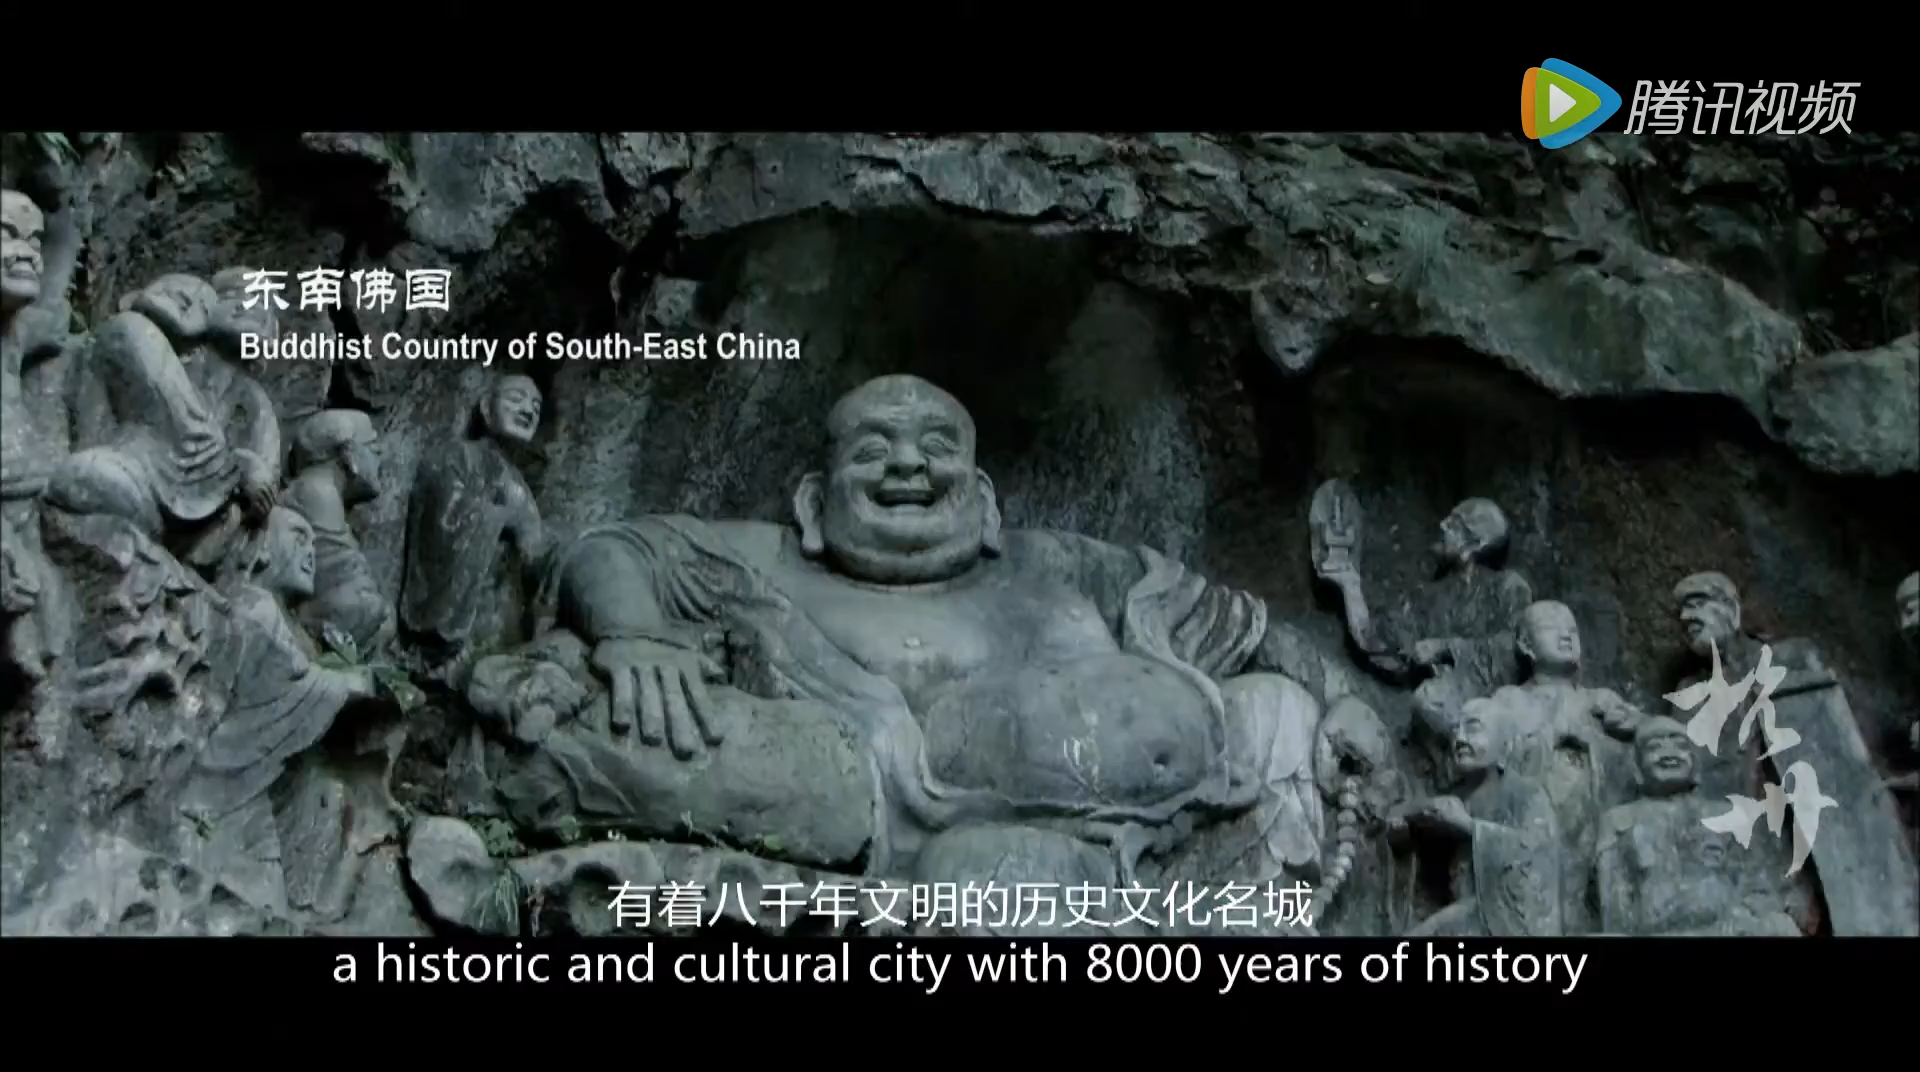 腾讯视频
东南佛国
Buddhist Country of South-East China
杭州
有着八千年文明的历史文化名城
a historic and cultural city with 8000 years of history